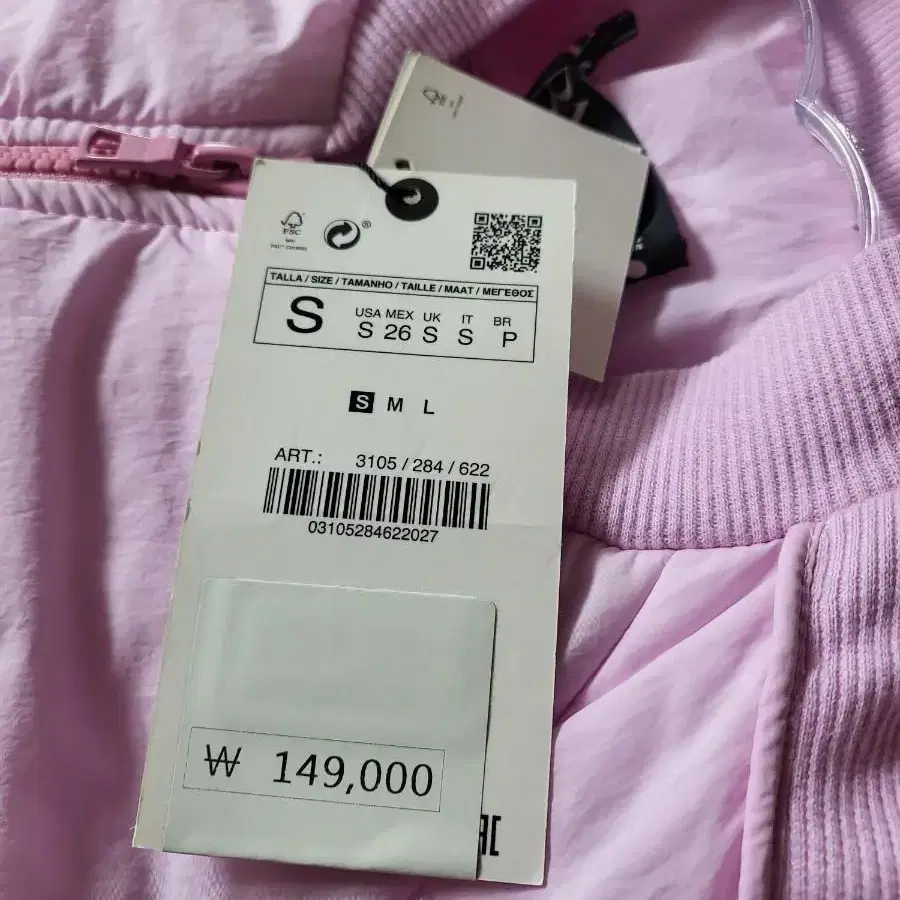 FSC
®
TALLA / SIZE / TAMANHO / TAILLE / MAAT / ΜΕΓΕΘΟΣ
S
USA MEX UK IT BR
S 26 S S P
S M L
ART.: 3105 / 284 / 622
03105284622027
₩ 149,000